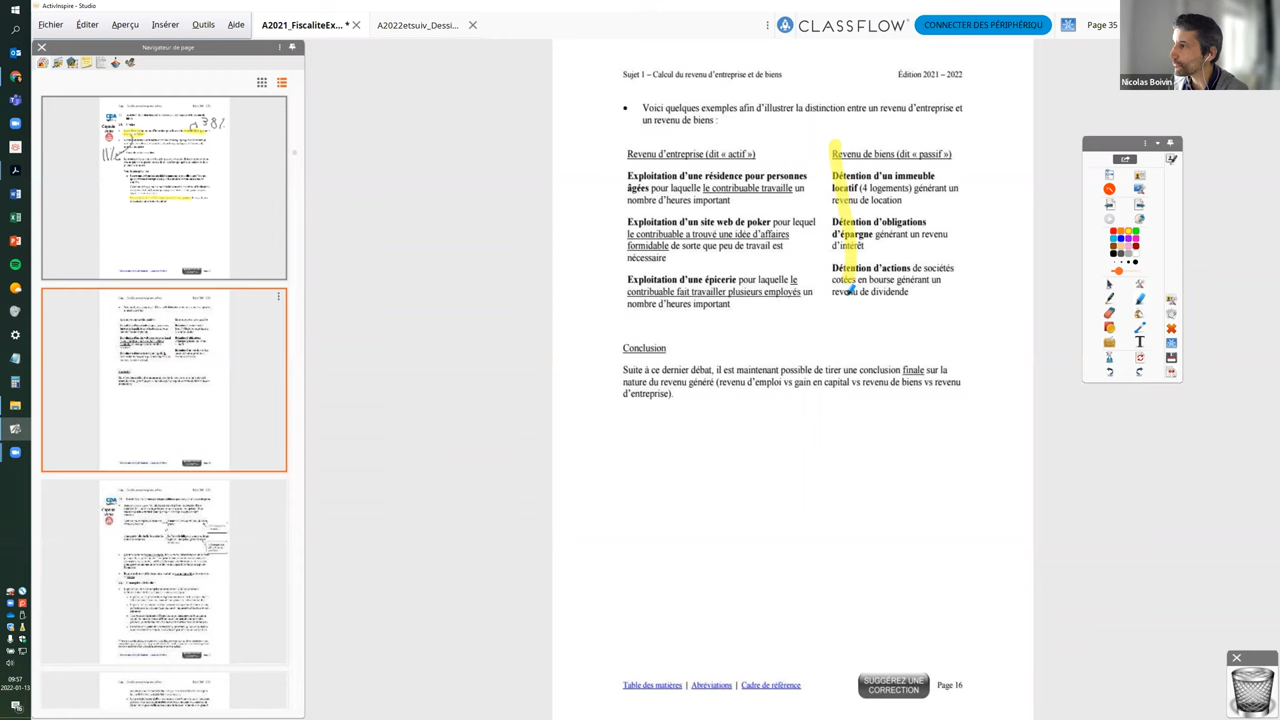 ActivInspire - Studio
Fichier Éditer Aperçu Insérer Outils Aide
A2021_FiscaliteEx... *
A2022etsuiv_Dessi...
CLASSFLOW
CONNECTER DES PÉRIPHÉRIQU
Page 35
Navigateur de page
Nicolas Boivin
Sujet 1 – Calcul du revenu d'entreprise et de biens
Édition 2021 – 2022
• Voici quelques exemples afin d'illustrer la distinction entre un revenu d'entreprise et
un revenu de biens :
Revenu d'entreprise (dit « actif »)
Exploitation d'une résidence pour personnes
âgées pour laquelle le contribuable travaille un
nombre d'heures important
Exploitation d'un site web de poker pour lequel
le contribuable a trouvé une idée d'affaires
formidable de sorte que peu de travail est
nécessaire
Exploitation d'une épicerie pour laquelle le
contribuable fait travailler plusieurs employés un
nombre d'heures important
Revenu de biens (dit « passif »)
Détention d'un immeuble
locatif (4 logements) générant un
revenu de location
Détention d'obligations
d'épargne générant un revenu
d'intérêt
Détention d'actions de sociétés
cotées en bourse générant un
revenu de dividende
Conclusion
Suite à ce dernier débat, il est maintenant possible de tirer une conclusion finale sur la
nature du revenu généré (revenu d'emploi vs gain en capital vs revenu de biens vs revenu
d'entreprise).
Table des matières | Abréviations | Cadre de référence
SUGGÉREZ UNE
CORRECTION
Page 16
2022-01-13